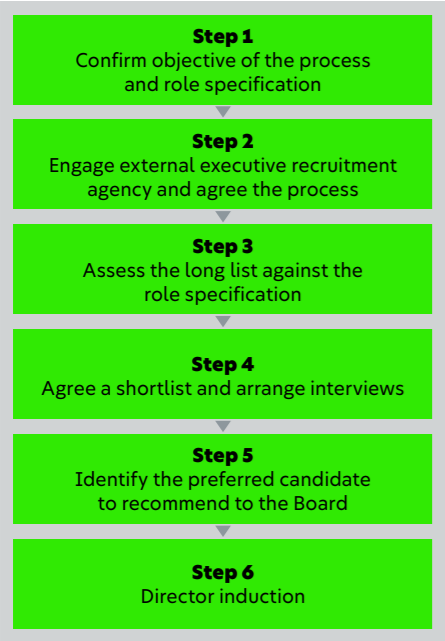 Step 1
Confirm objective of the process
and role specification
Step 2
Engage external executive recruitment
agency and agree the process
Step 3
Assess the long list against the
role specification
Step 4
Agree a shortlist and arrange interviews
Step 5
Identify the preferred candidate
to recommend to the Board
Step 6
Director induction